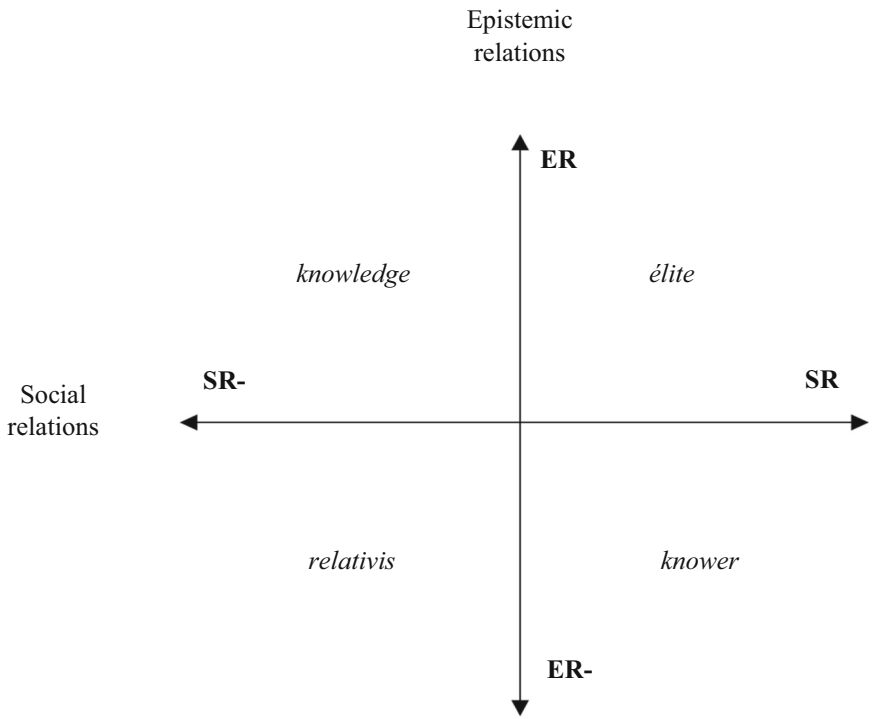 Epistemic
relations
ER
knowledge
élite
SR-
SR
Social
relations
relativis
knower
ER-